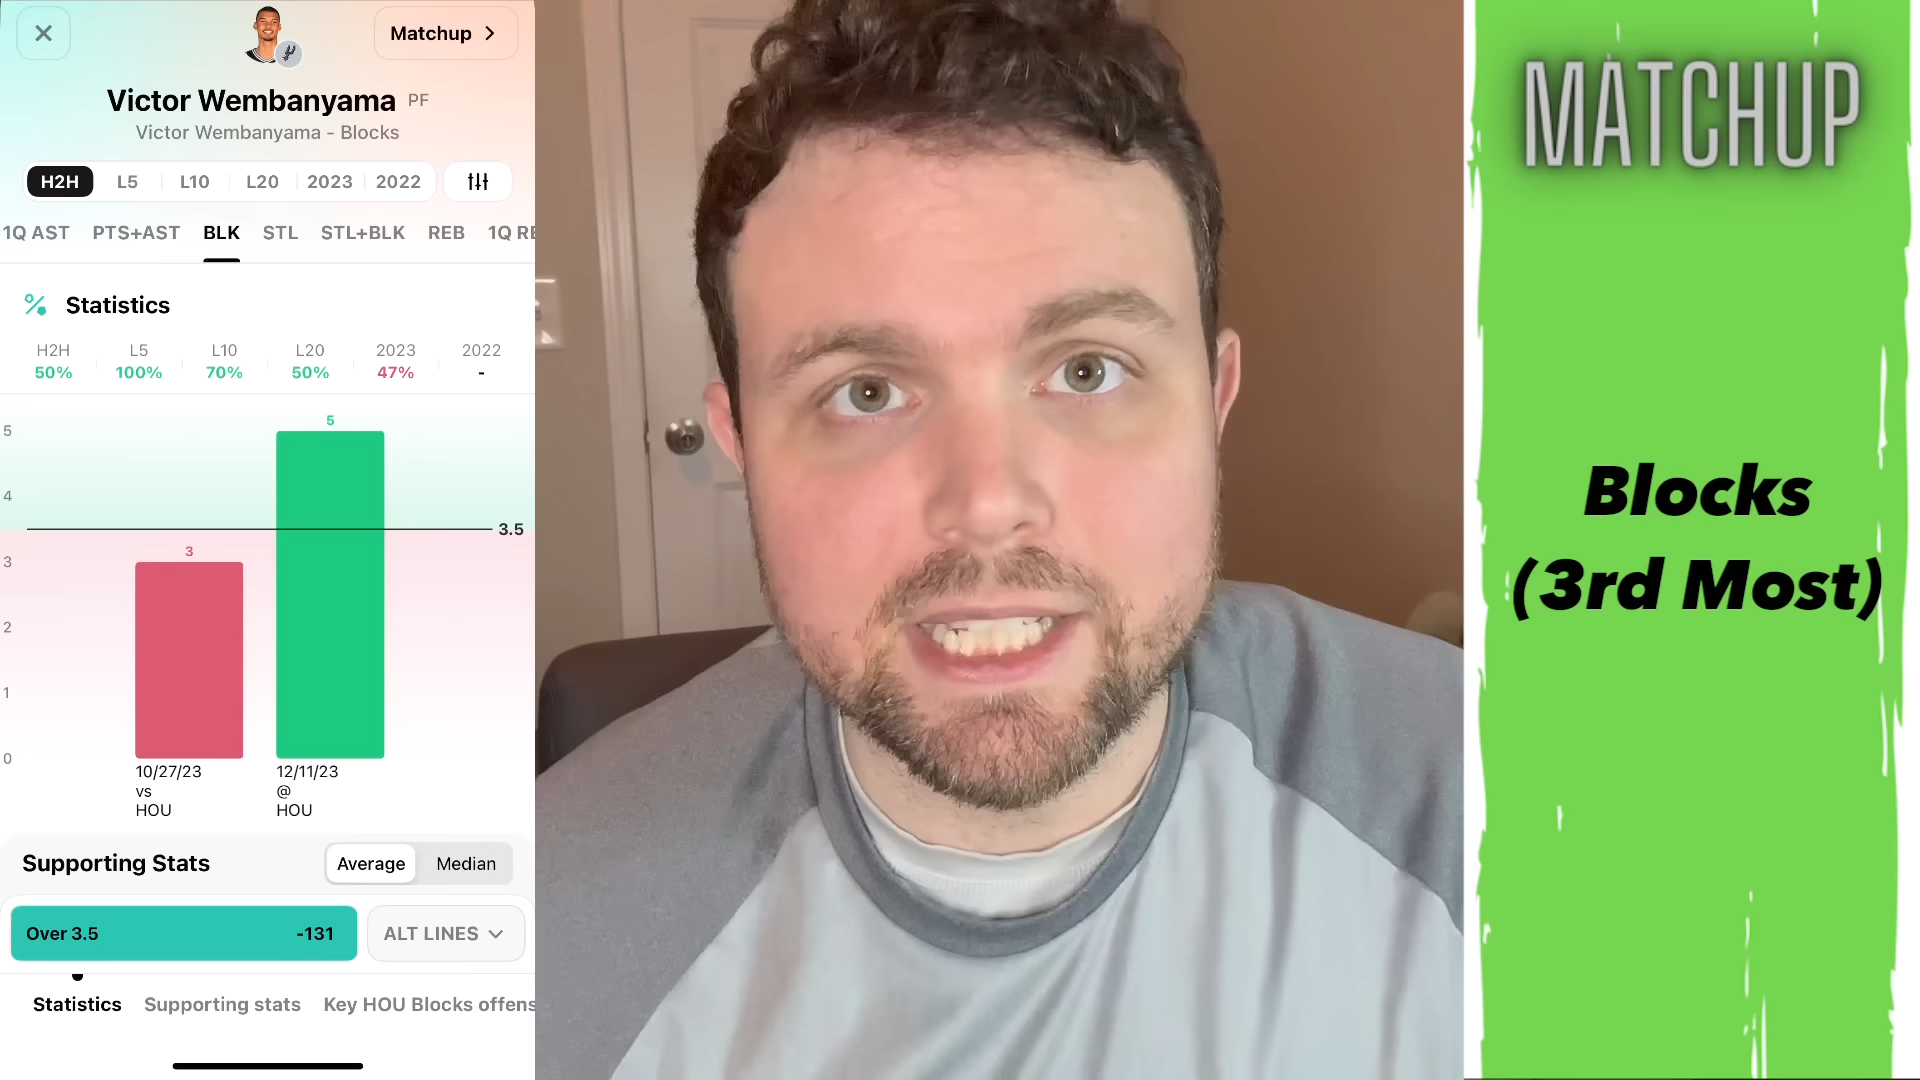 Matchup
Victor Wembanyama PF
Victor Wembanyama - Blocks
H2H L5 L10 L20 2023 2022
1Q AST PTS+AST BLK STL STL+BLK REB 1Q RE
Statistics
H2H L5 L10 L20 2023 2022
50% 100% 70% 50% 47% -
5
5
4
3.5
3
3
2
1
0
10/27/23 12/11/23
vs @
HOU HOU
Supporting Stats Average Median
Over 3.5 -131 ALT LINES
Statistics Supporting stats Key HOU Blocks offens
MATCHUP
Blocks
(3rd Most)